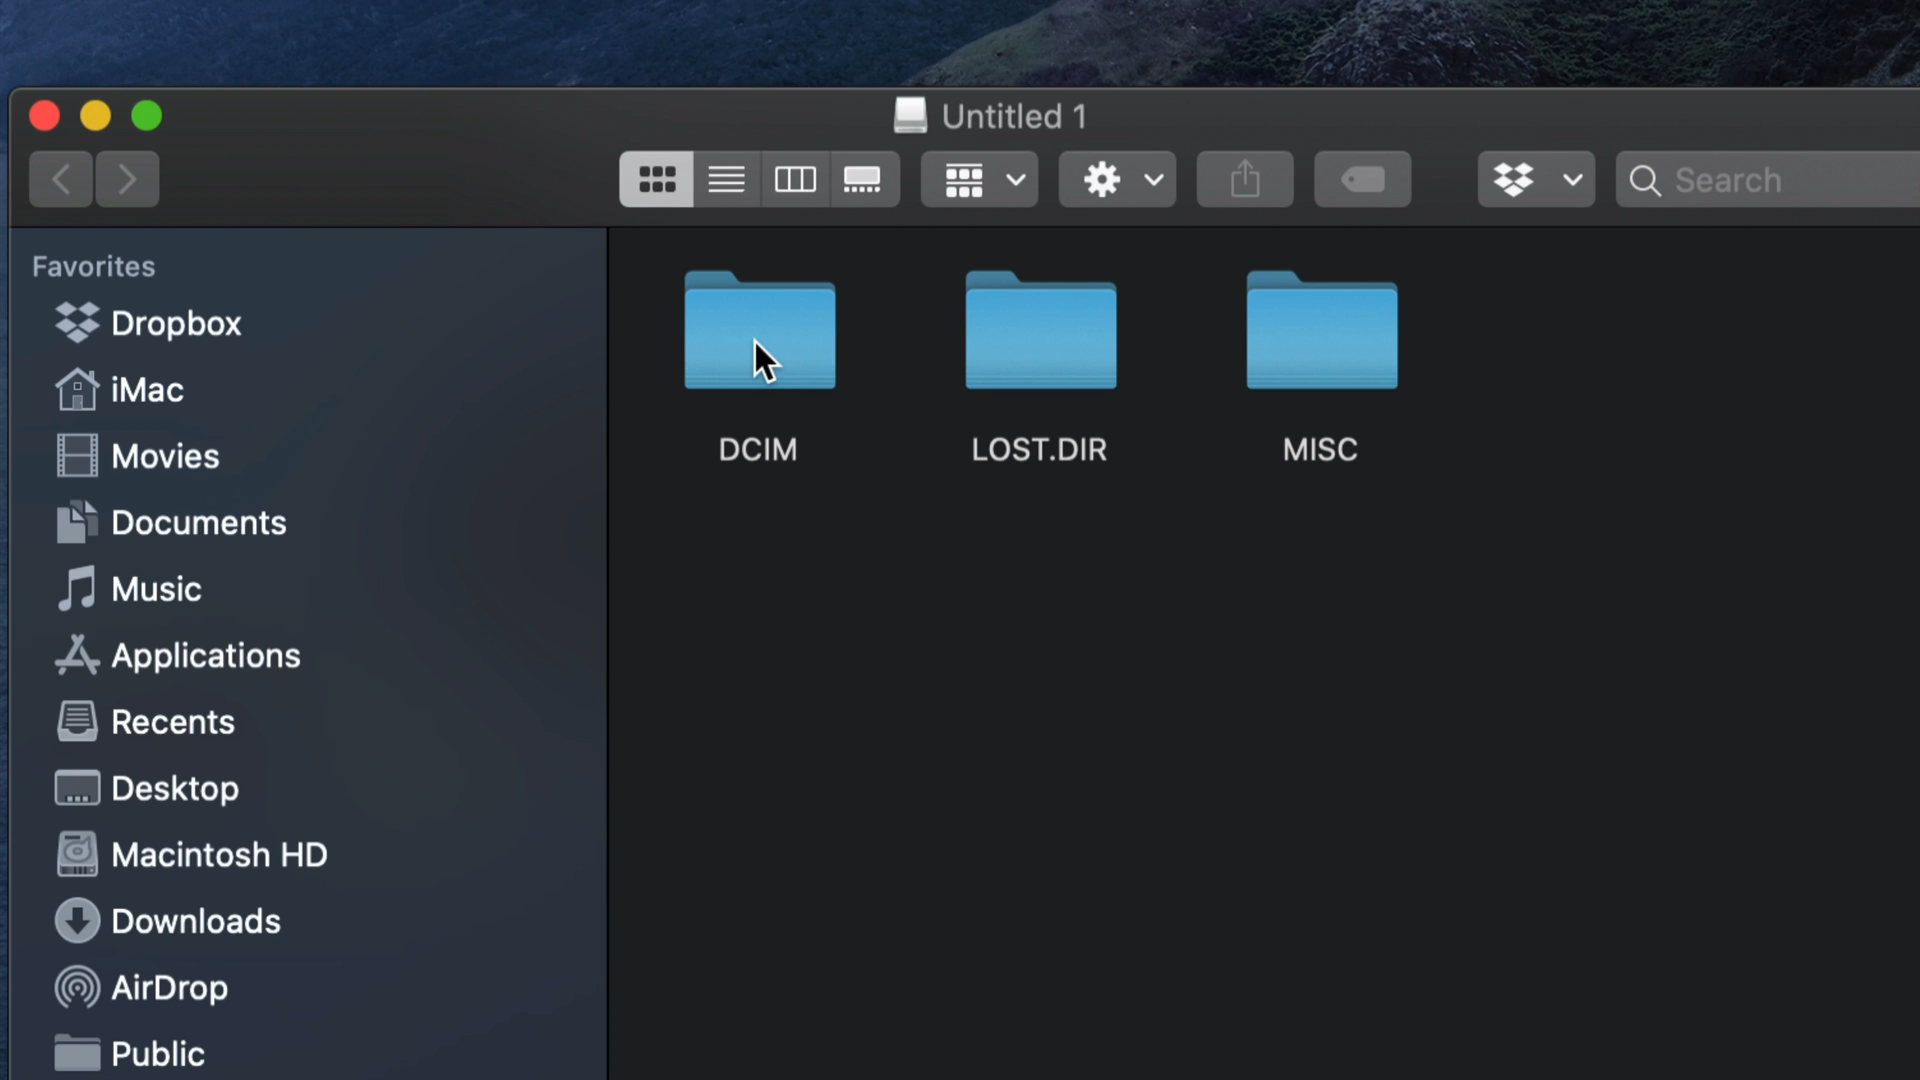 Untitled 1
Search
Favorites
Dropbox
iMac
Movies
Documents
Music
Applications
Recents
Desktop
Macintosh HD
Downloads
AirDrop
Public
DCIM
LOST.DIR
MISC